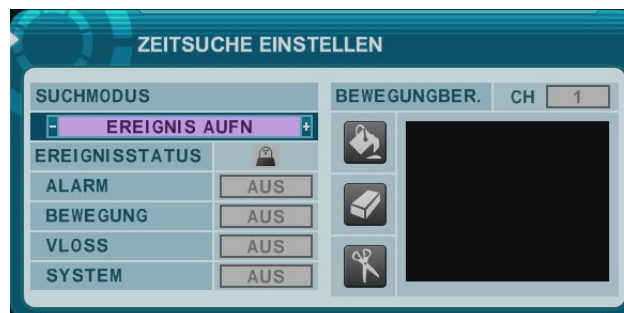 ZEITSUCHE EINSTELLEN
SUCHMODUS
- EREIGNIS AUFN +
EREIGNISSTATUS
ALARM AUS
BEWEGUNG AUS
VLOSS AUS
SYSTEM AUS
BEWEGUNGBER. CH 1